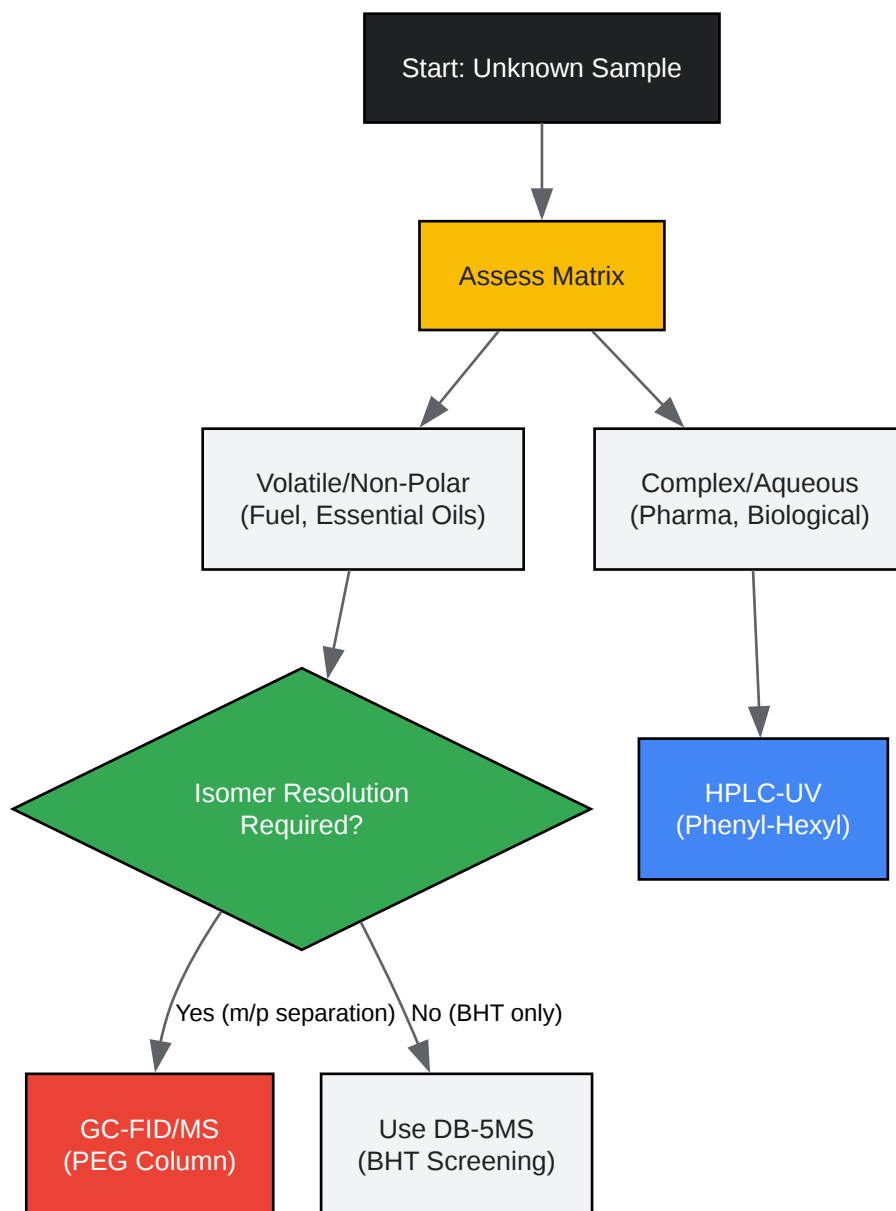 Start: Unknown Sample
Assess Matrix
Volatile/Non-Polar
(Fuel, Essential Oils)
Complex/Aqueous
(Pharma, Biological)
Isomer Resolution
Required?
HPLC-UV
(Phenyl-Hexyl)
Yes (m/p separation)
No (BHT only)
GC-FID/MS
(PEG Column)
Use DB-5MS
(BHT Screening)